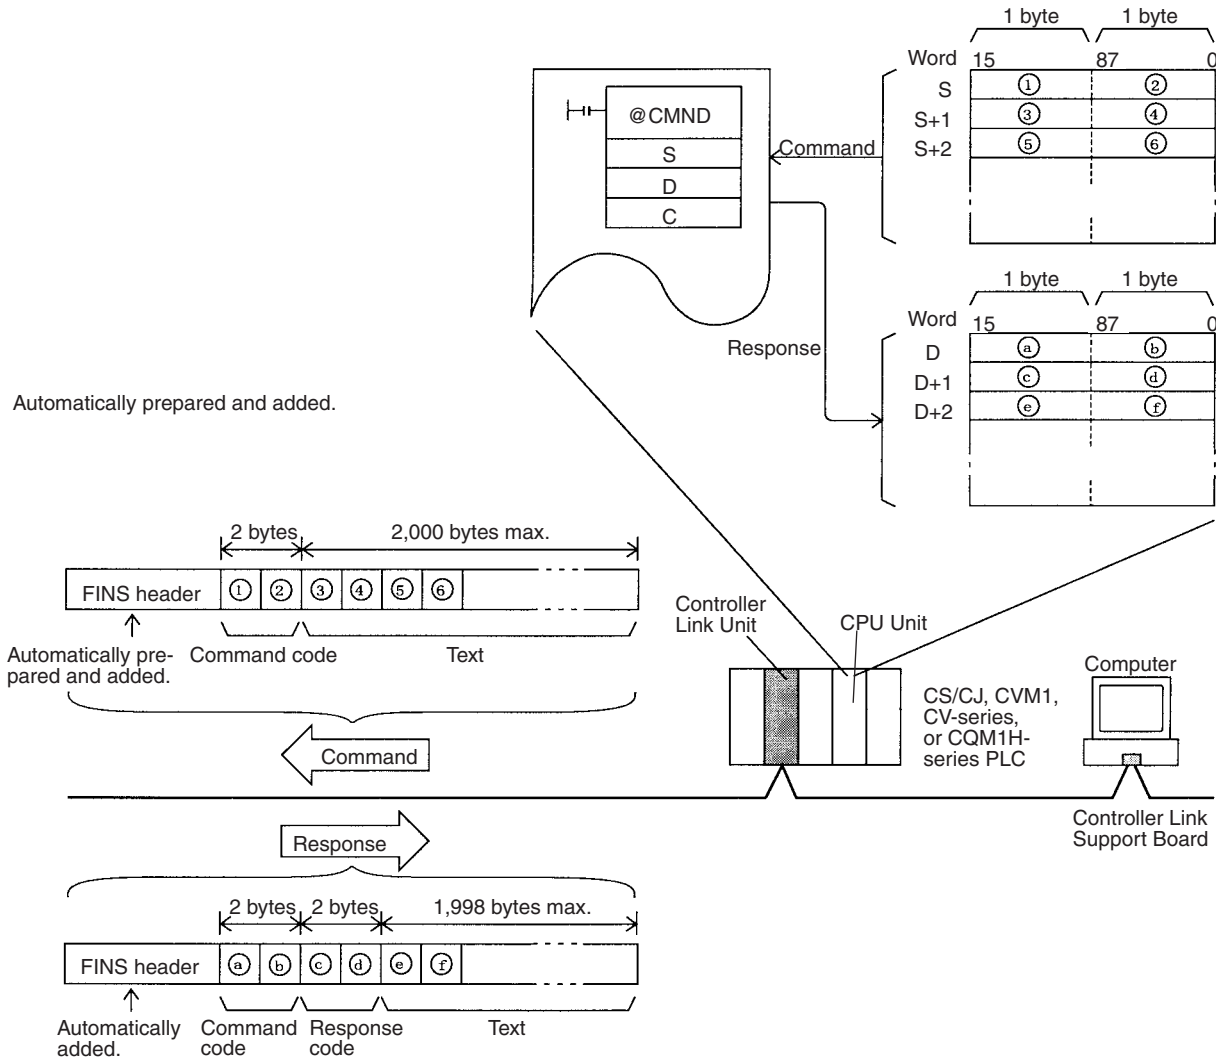 1 byte 1 byte
Word 15 87 0
S ① ②
S+1 ③ ④
S+2 ⑤ ⑥
@CMND
S
D
C
Command
Response
1 byte 1 byte
Word 15 87 0
D ⓐ ⓑ
D+1 ⓒ ⓓ
D+2 ⓔ ⓕ
Automatically prepared and added.
2 bytes 2,000 bytes max.
FINS header ① ② ③ ④ ⑤ ⑥
Automatically pre-
pared and added.
Command code
Text
Command
Controller
Link Unit
CPU Unit
CS/CJ, CVM1,
CV-series,
or CQM1H-
series PLC
Computer
Controller Link
Support Board
Response
2 bytes 2 bytes 1,998 bytes max.
FINS header ⓐ ⓑ ⓒ ⓓ ⓔ ⓕ
Automatically
added.
Command
code
Response
code
Text